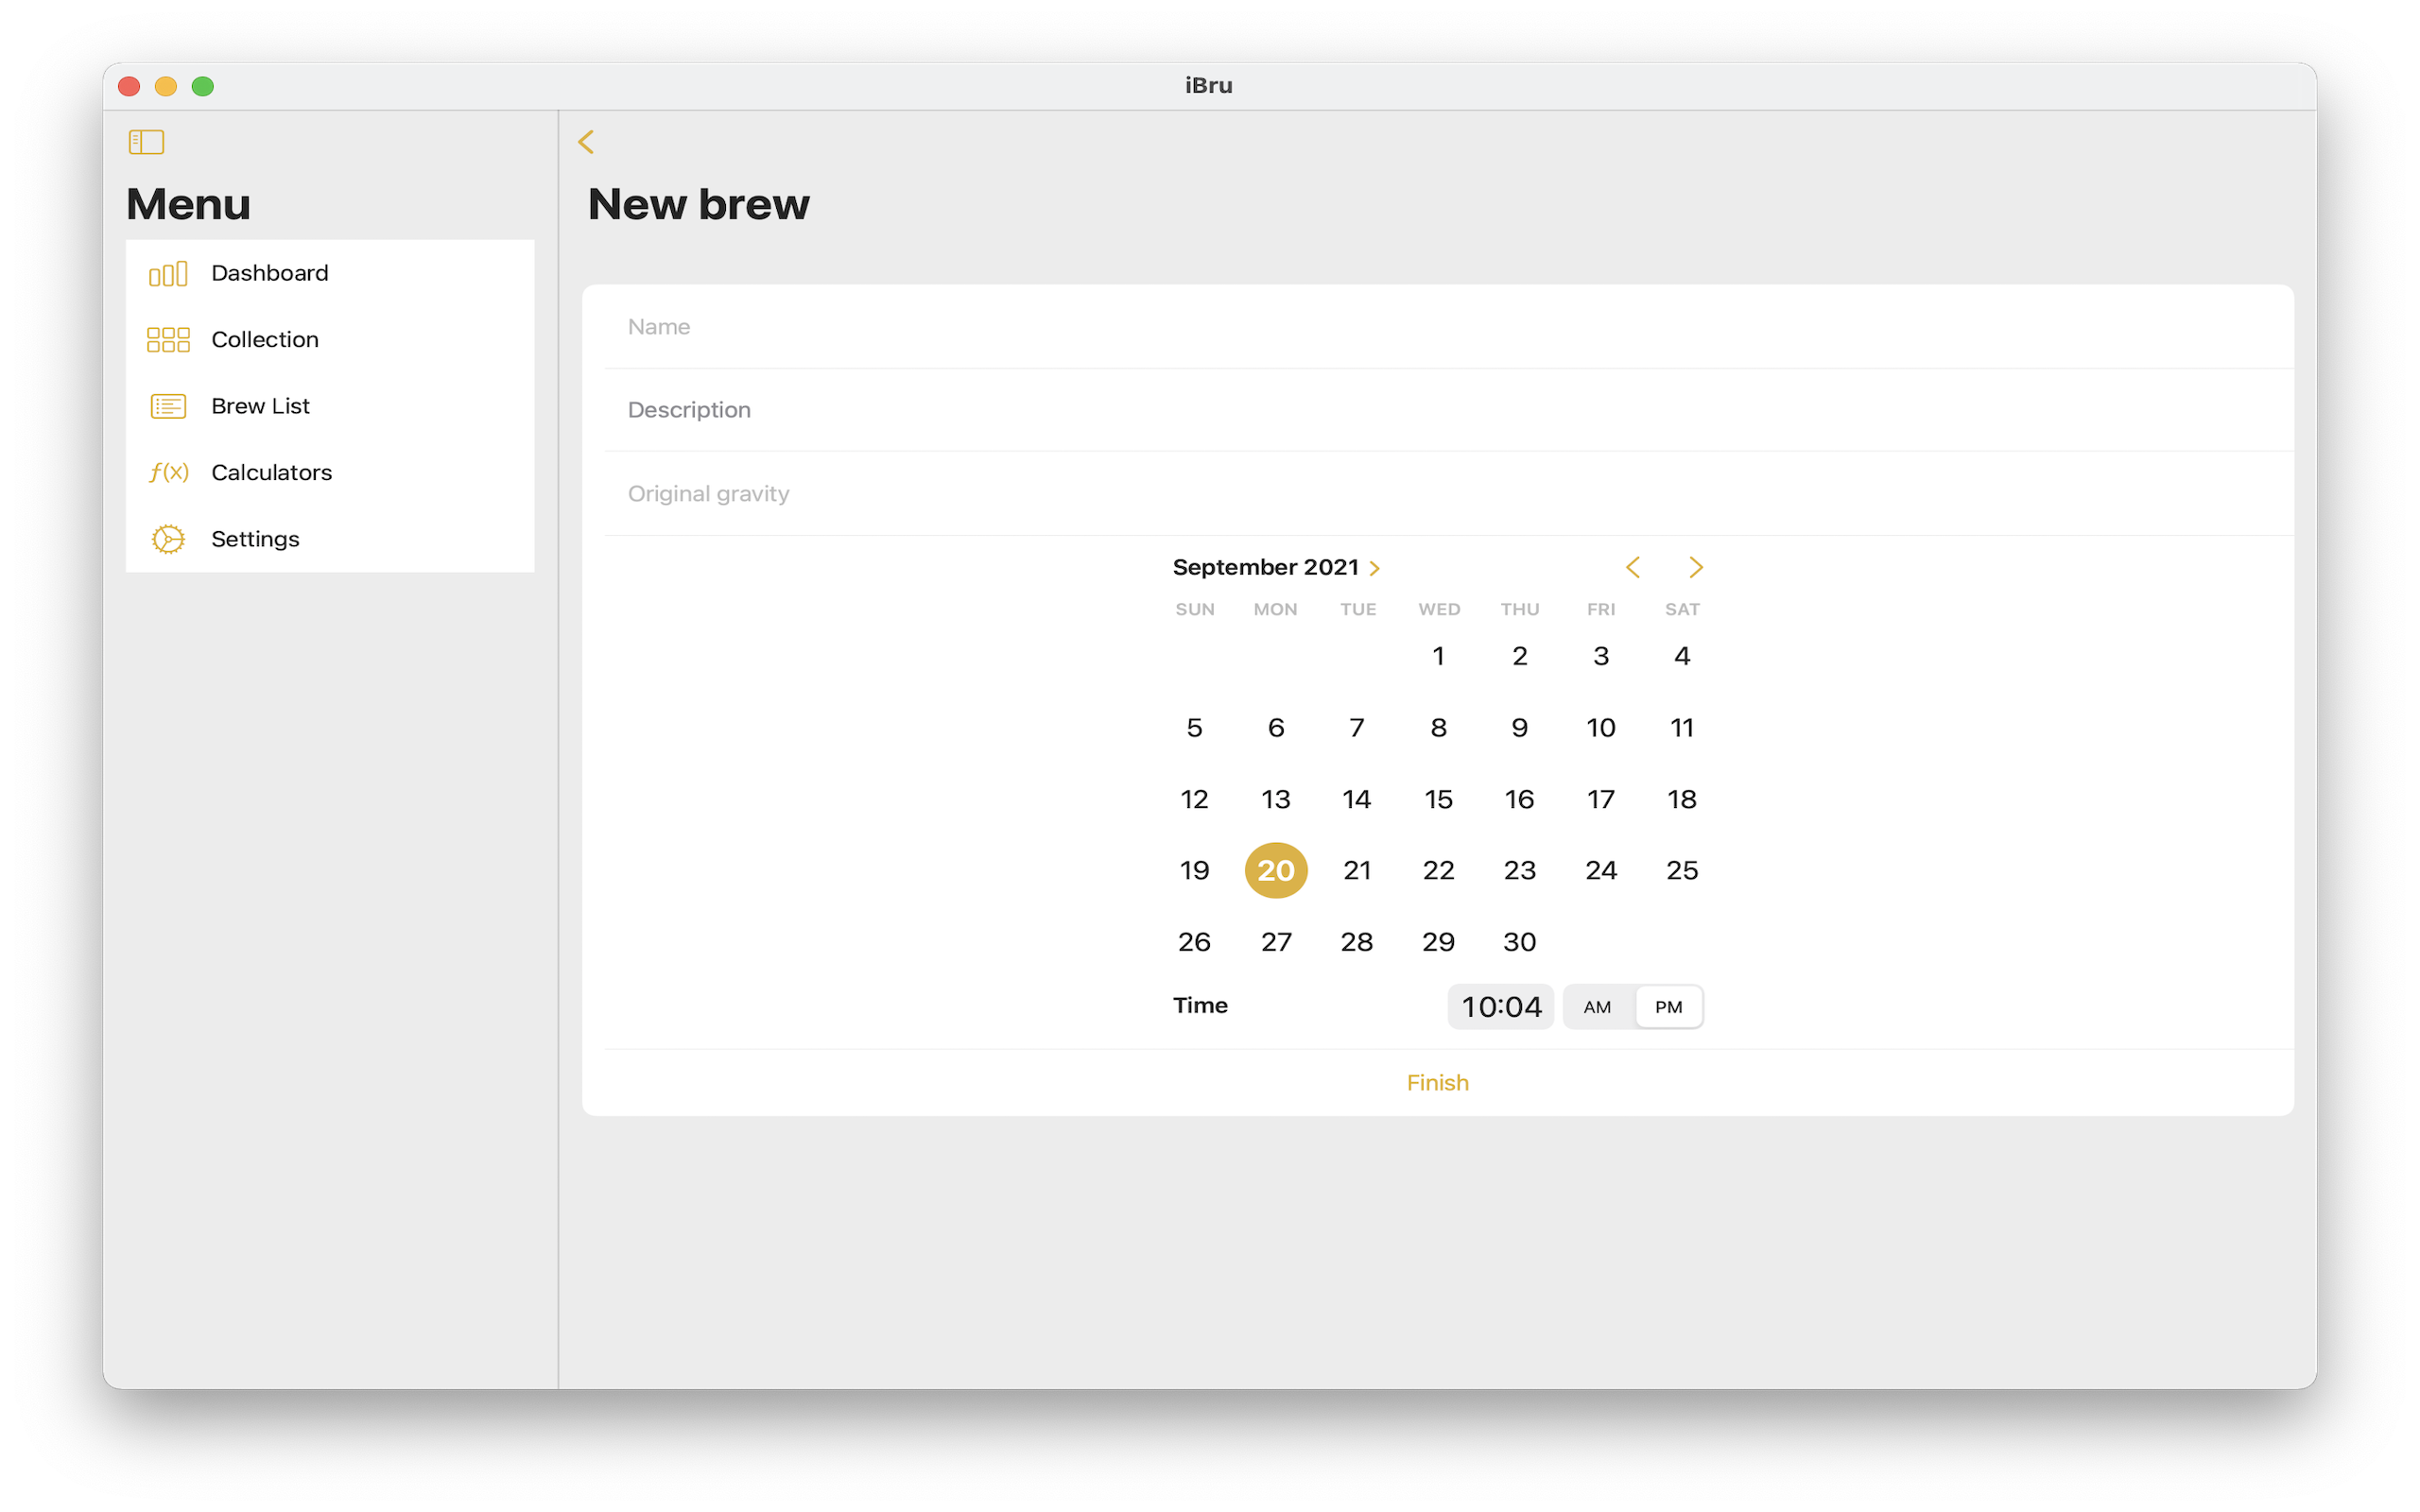 iBru
Menu
Dashboard
Collection
Brew List
f(x) Calculators
Settings
New brew
Name
Description
Original gravity
September 2021
SUN MON TUE WED THU FRI SAT
1 2 3 4
5 6 7 8 9 10 11
12 13 14 15 16 17 18
19 20 21 22 23 24 25
26 27 28 29 30
Time 10:04 AM PM
Finish